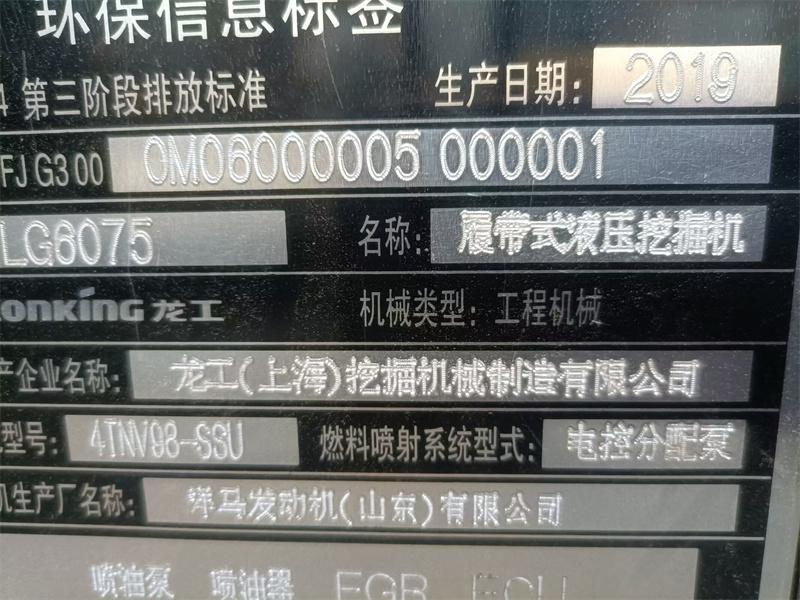 环保信息标签
4 第三阶段排放标准 生产日期: 2019
FJG300 0M06000005 000001
LG6075 名称: 履带式液压挖掘机
onking 龙工 机械类型: 工程机械
产企业名称: 龙工(上海)挖掘机械制造有限公司
型号: 4TNV98-SSU 燃料喷射系统型式: 电控分配泵
机生产厂名称: 洋马发动机(山东)有限公司
喷油泵 喷油器 EGR ECU